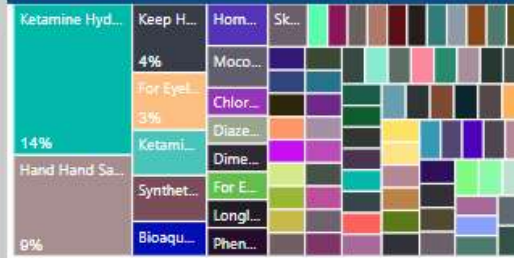 Ketamine Hyd...
14%
Hand Hand Sa...
9%
Keep H...
4%
For Eyel...
3%
Ketami...
Synthet...
Bioaqu...
Hom...
Moco...
Chlor...
Diaze...
Dime...
For E...
Longl...
Phen...
Sk...